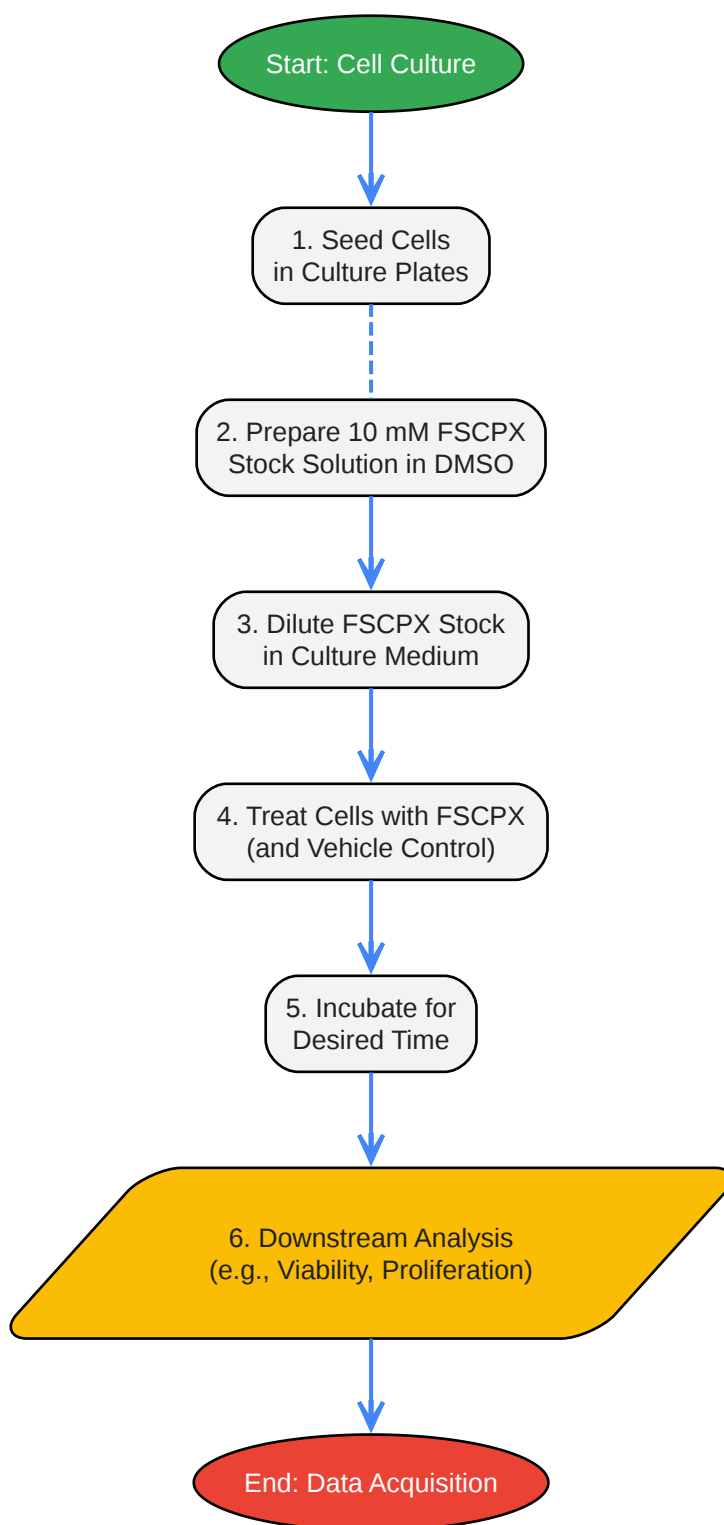 Start: Cell Culture
1. Seed Cells
in Culture Plates
2. Prepare 10 mM FSCPX
Stock Solution in DMSO
3. Dilute FSCPX Stock
in Culture Medium
4. Treat Cells with FSCPX
(and Vehicle Control)
5. Incubate for
Desired Time
6. Downstream Analysis
(e.g., Viability, Proliferation)
End: Data Acquisition